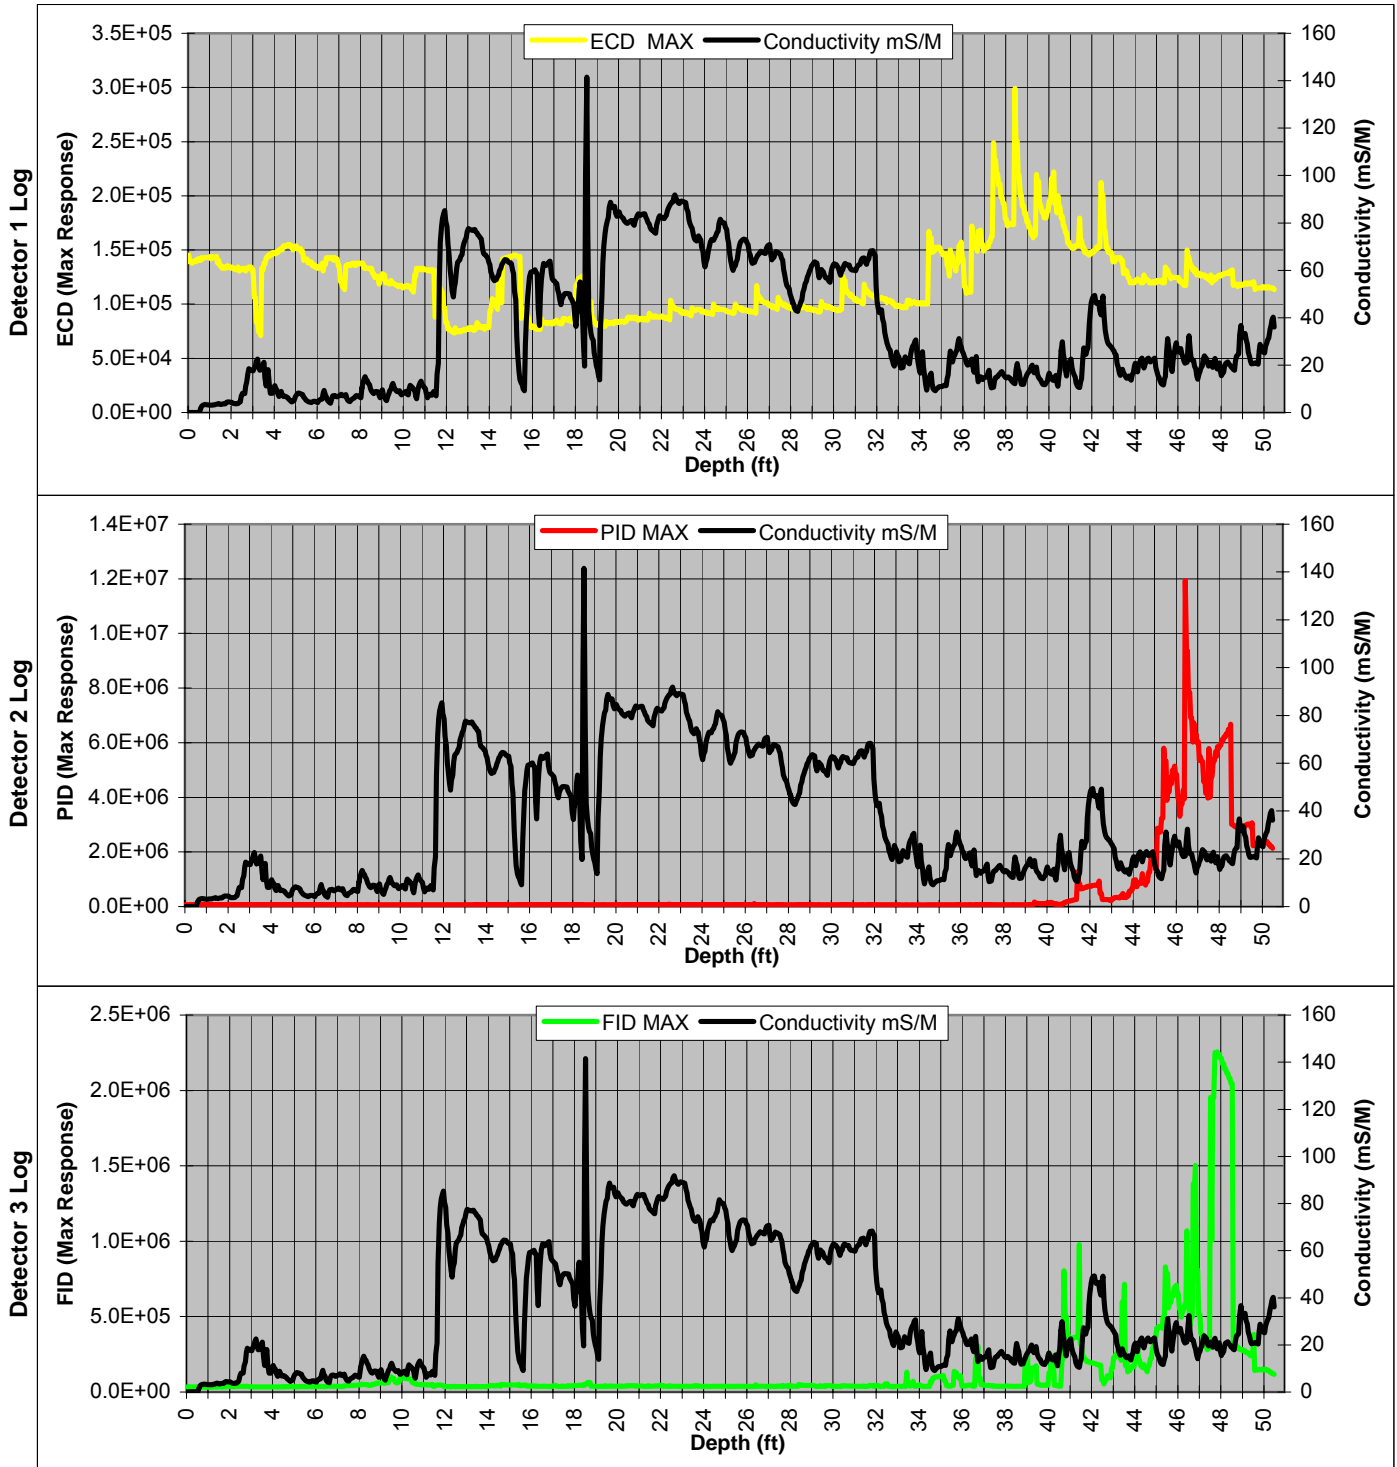 Detector 1 Log
ECD MAX Conductivity mS/M
ECD (Max Response)
3.5E+05
3.0E+05
2.5E+05
2.0E+05
1.5E+05
1.0E+05
5.0E+04
0.0E+00
160
140
120
100
80
60
40
20
0
Conductivity (mS/M)
0 2 4 6 8 10 12 14 16 18 20 22 24 26 28 30 32 34 36 38 40 42 44 46 48 50
Depth (ft)
Detector 2 Log
PID MAX Conductivity mS/M
PID (Max Response)
1.4E+07
1.2E+07
1.0E+07
8.0E+06
6.0E+06
4.0E+06
2.0E+06
0.0E+00
160
140
120
100
80
60
40
20
0
Conductivity (mS/M)
0 2 4 6 8 10 12 14 16 18 20 22 24 26 28 30 32 34 36 38 40 42 44 46 48 50
Depth (ft)
Detector 3 Log
FID MAX Conductivity mS/M
FID (Max Response)
2.5E+06
2.0E+06
1.5E+06
1.0E+06
5.0E+05
0.0E+00
160
140
120
100
80
60
40
20
0
Conductivity (mS/M)
0 2 4 6 8 10 12 14 16 18 20 22 24 26 28 30 32 34 36 38 40 42 44 46 48 50
Depth (ft)